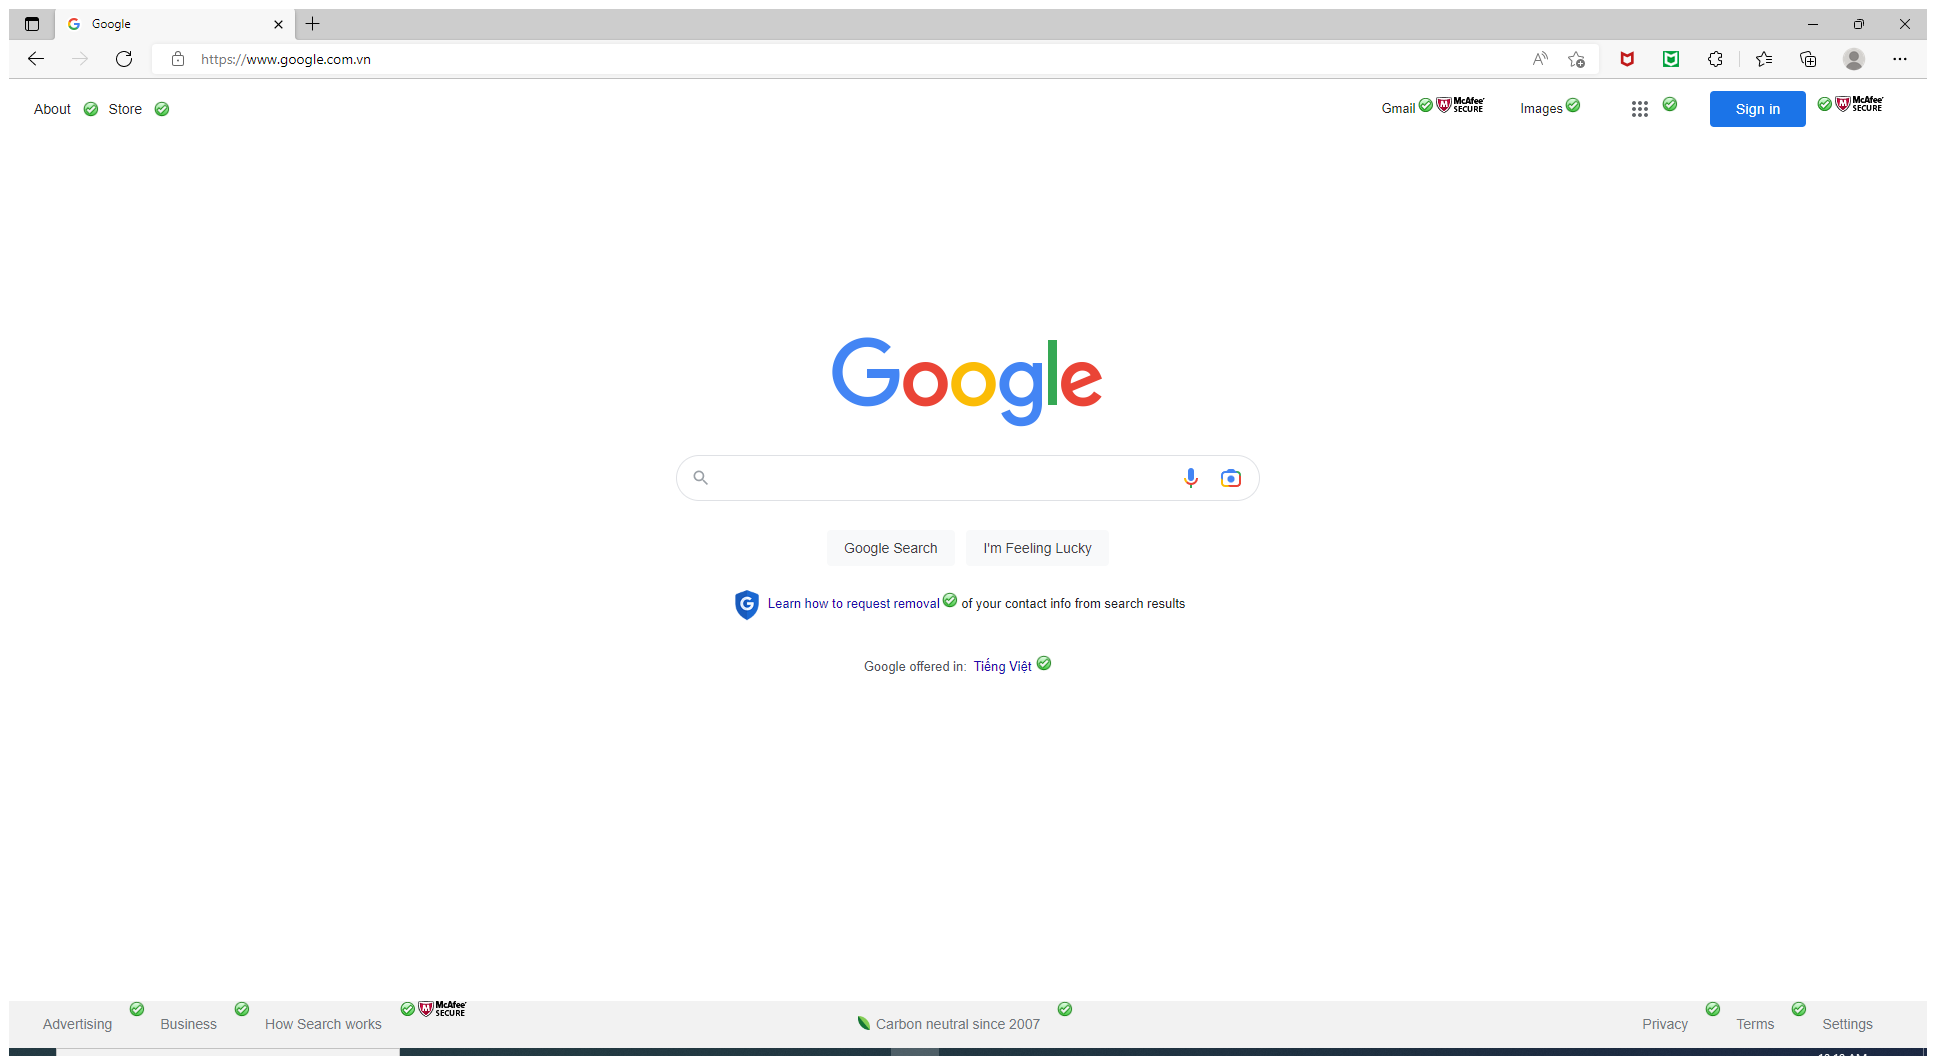 Google
https://www.google.com.vn
About Store Gmail McAfee SECURE Images Sign in McAfee SECURE
Google
Google Search I'm Feeling Lucky
Learn how to request removal of your contact info from search results
Google offered in: Tiếng Việt
McAfee SECURE
Advertising Business How Search works Carbon neutral since 2007 Privacy Terms Settings